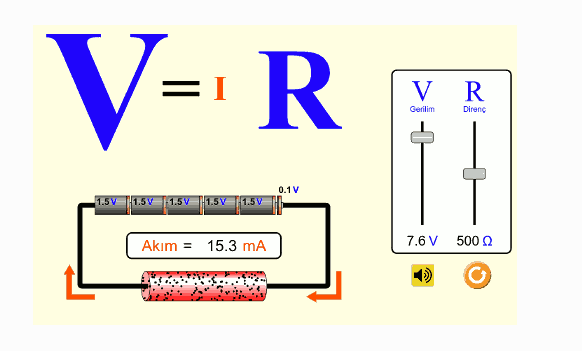 V = I R
V R
Gerilim Direnç
0.1 V
1.5 V 1.5 V 1.5 V 1.5 V 1.5 V
Akım = 15.3 mA
7.6 V 500 Ω